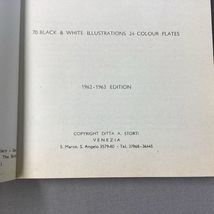 70 BLACK & WHITE ILLUSTRATIONS 24 COLOUR PLATES
1962-1963 EDITION
COPYRIGHT DITTA A. STORTI
VENEZIA
S. Marco, S. Angelo 3579-80 - Tel. 27968 - 36445
The